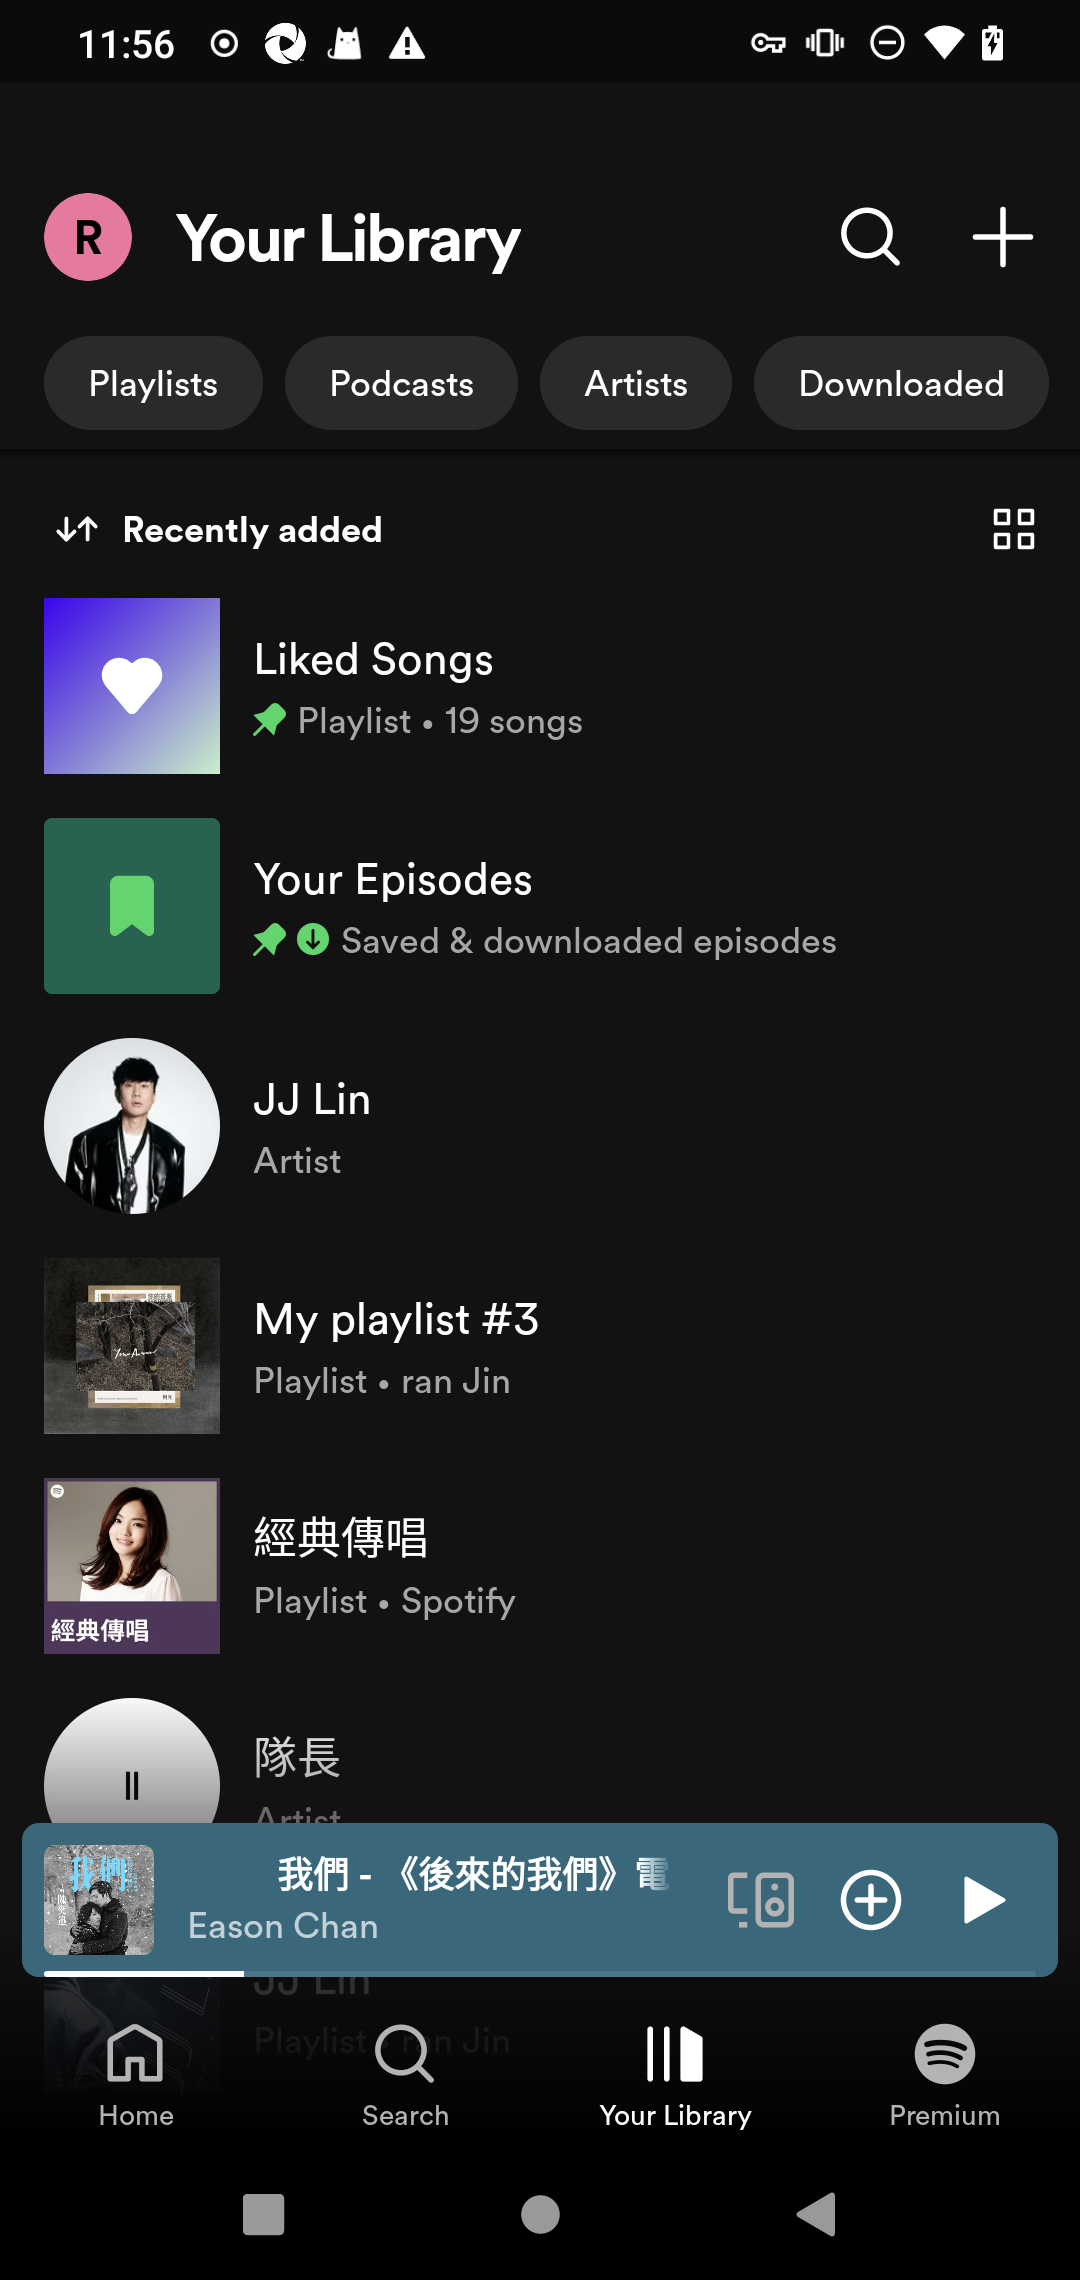 11:56
R
Your Library
Playlists
Podcasts
Artists
Downloaded
Recently added
Liked Songs
Playlist • 19 songs
Your Episodes
Saved & downloaded episodes
JJ Lin
Artist
My playlist #3
Playlist • ran Jin
經典傳唱
經典傳唱
Playlist • Spotify
隊長
Artist
我們
我們 - 《後來的我們》電
Eason Chan
JJ Lin
Playlist • ran Jin
Home
Search
Your Library
Premium